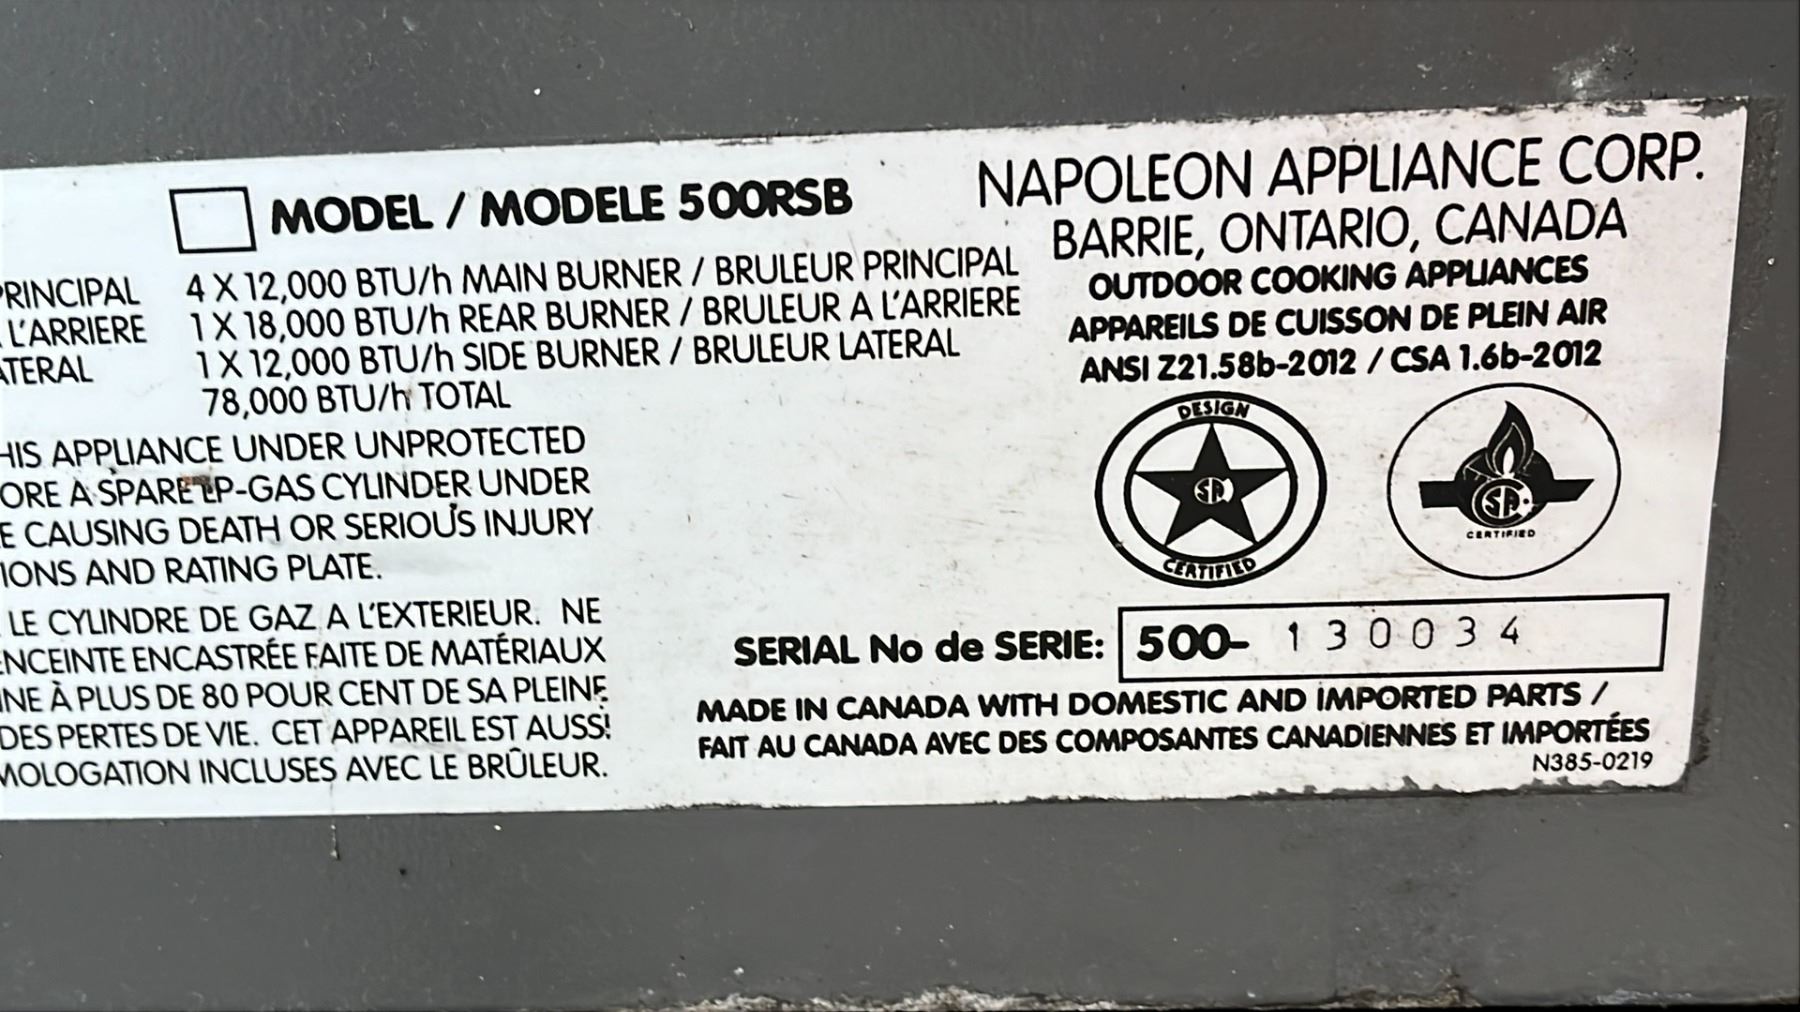 MODEL / MODELE 500RSB
PRINCIPAL
L'ARRIERE
4 X 12,000 BTU/h MAIN BURNER / BRULEUR PRINCIPAL
1 X 18,000 BTU/h REAR BURNER / BRULEUR A L'ARRIERE
1 X 12,000 BTU/h SIDE BURNER / BRULEUR LATERAL
78,000 BTU/h TOTAL
HIS APPLIANCE UNDER UNPROTECTED
ORE A SPARE LP-GAS CYLINDER UNDER
E CAUSING DEATH OR SERIOUS INJURY
IONS AND RATING PLATE.
LE CYLINDRE DE GAZ A L'EXTERIEUR. NE
ENCEINTE ENCASTRÉE FAITE DE MATÉRIAUX
INE À PLUS DE 80 POUR CENT DE SA PLEINE
DES PERTES DE VIE. CET APPAREIL EST AUSSI
MOLOGATION INCLUSES AVEC LE BRÛLEUR.
NAPOLEON APPLIANCE CORP.
BARRIE, ONTARIO, CANADA
OUTDOOR COOKING APPLIANCES
APPAREILS DE CUISSON DE PLEIN AIR
ANSI Z21.58b-2012 / CSA 1.6b-2012
DESIGN
CSA
CERTIFIED
CSA
CERTIFIED
SERIAL No de SERIE: 500- 130034
MADE IN CANADA WITH DOMESTIC AND IMPORTED PARTS /
FAIT AU CANADA AVEC DES COMPOSANTES CANADIENNES ET IMPORTÉES
N385-0219